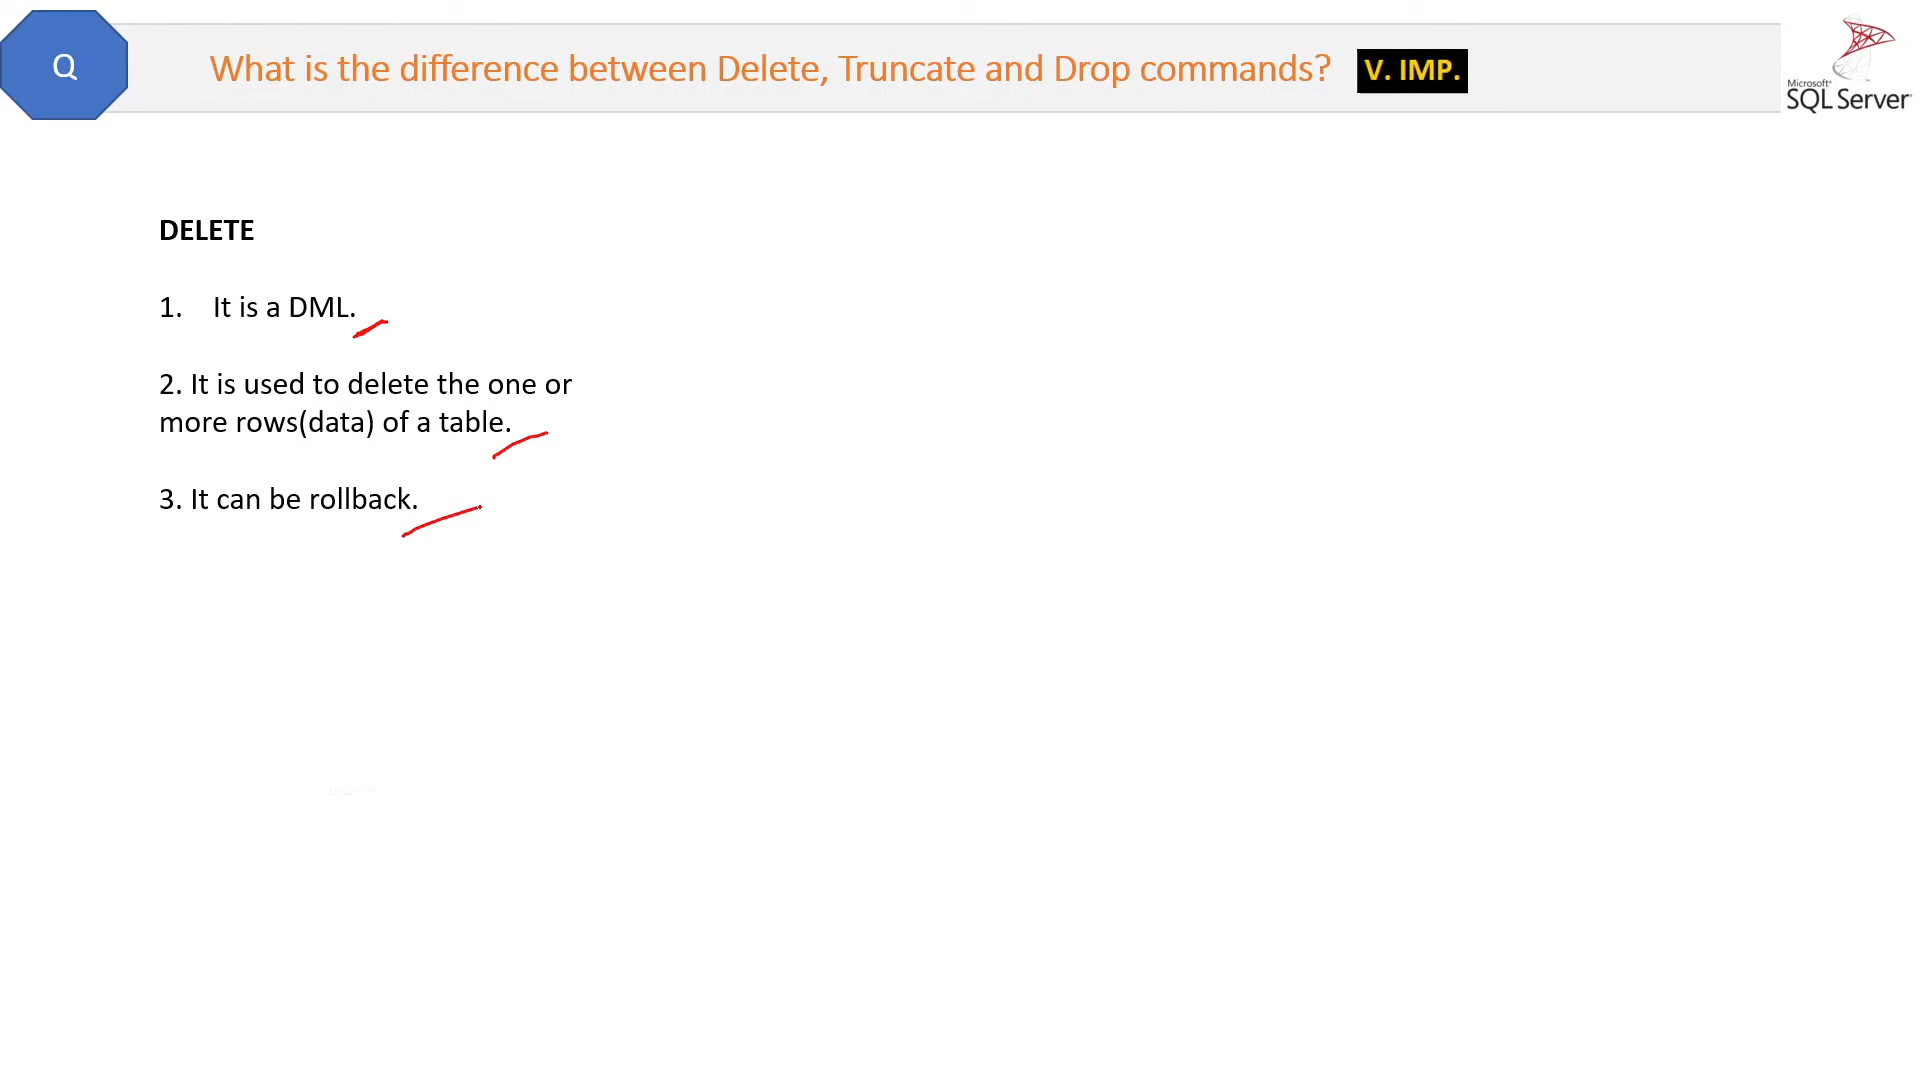 Q
What is the difference between Delete, Truncate and Drop commands?
V. IMP.
Microsoft®
SQL Server
DELETE
1. It is a DML.
2. It is used to delete the one or
more rows(data) of a table.
3. It can be rollback.